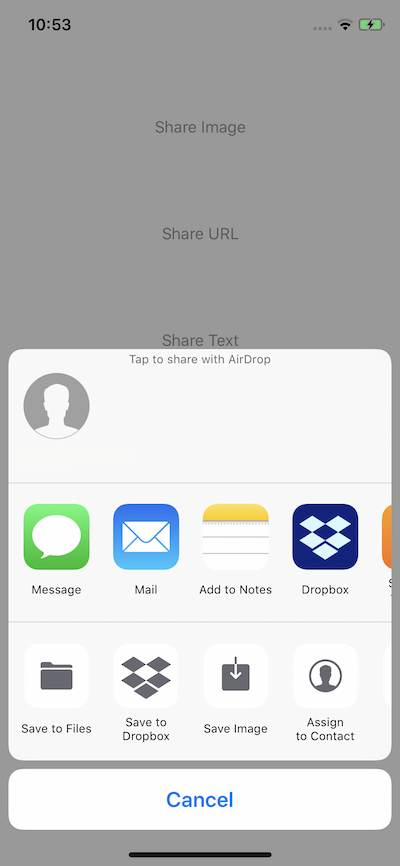 10:53
Share Image
Share URL
Share Text
Tap to share with AirDrop
Message
Mail
Add to Notes
Dropbox
Save to Files
Save to
Dropbox
Save Image
Assign
to Contact
Cancel